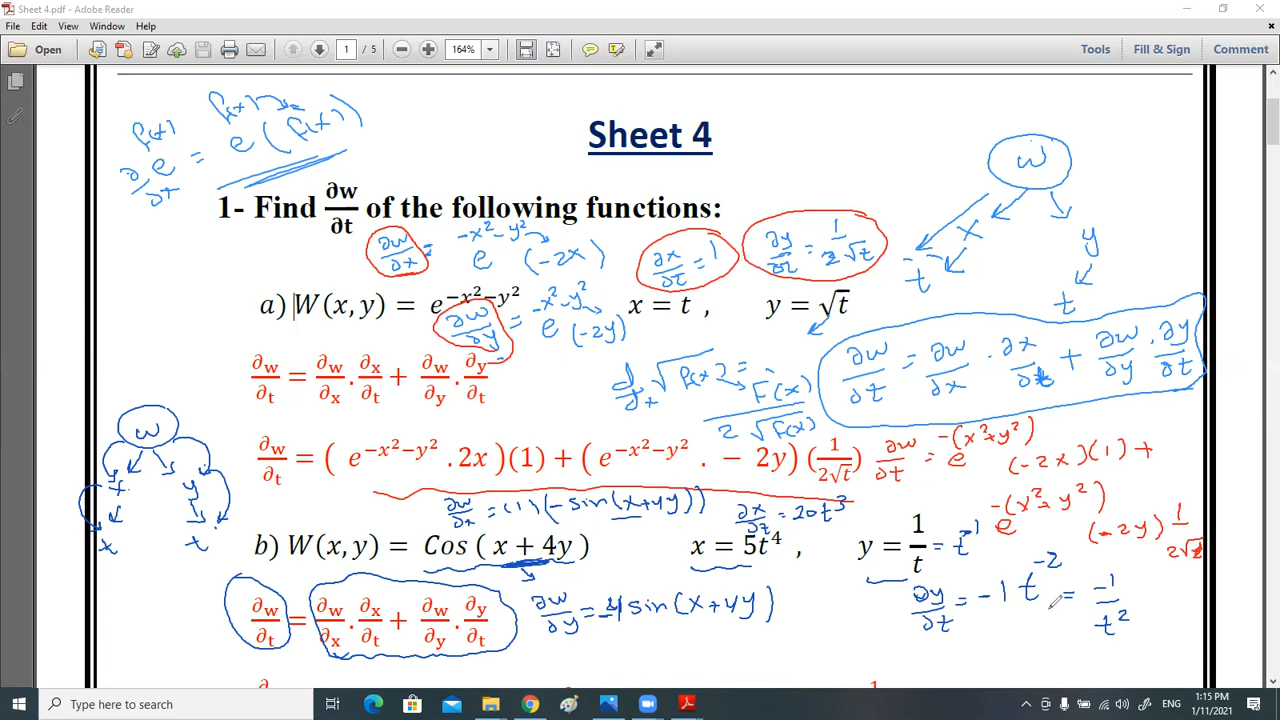 Sheet 4.pdf - Adobe Reader
File Edit View Window Help
Open 1 / 5 164% Tools Fill & Sign Comment
Sheet 4
∂/∂t e^f(x) = e^f(x) (f(x))
1- Find ∂w/∂t of the following functions:
∂w/∂x = e^-x²-y² (-2x) ∂x/∂t = 1 ∂y/∂t = 1/2√t
w
x y
t t
a) W(x, y) = e^−x²−y² x = t , y = √t
∂w/∂y = e^-x²-y² (-2y)
∂w/∂t = ∂w/∂x . ∂x/∂t + ∂w/∂y . ∂y/∂t
d/dx √f(x) = F(x)/2√F(x)
∂w/∂t = ∂w/∂x . ∂x/∂t + ∂w/∂y . ∂y/∂t
w
x y
t t
∂w/∂t = ( e^−x²−y² . 2x )(1) + ( e^−x²−y² . − 2y) (1/2√t)
∂w/∂t = e^-(x²+y²) (-2x)(1) +
e^-(x²+y²) (-2y) 1/2√t
∂w/∂x = (1)(-sin(x+4y)) ∂x/∂t = 20t³
b) W(x, y) = Cos ( x + 4y ) x = 5t⁴ , y = 1/t = t^-1
∂w/∂t = ∂w/∂x . ∂x/∂t + ∂w/∂y . ∂y/∂t
∂w/∂y = -4 sin(x+4y) ∂y/∂t = -1 t^-2 = -1/t²
Type here to search
ENG 1:15 PM
1/11/2021